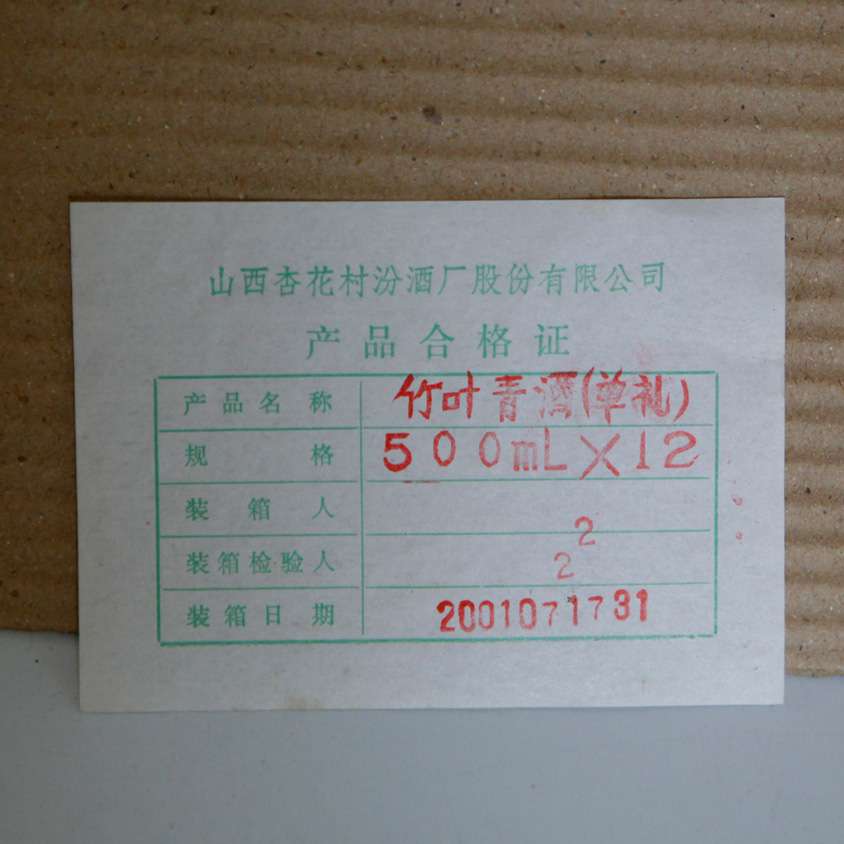 山西杏花村汾酒厂股份有限公司
产品合格证
产品名称 竹叶青酒(单礼)
规格 500mL×12
装箱人 2
装箱检验人 2
装箱日期 2001071731